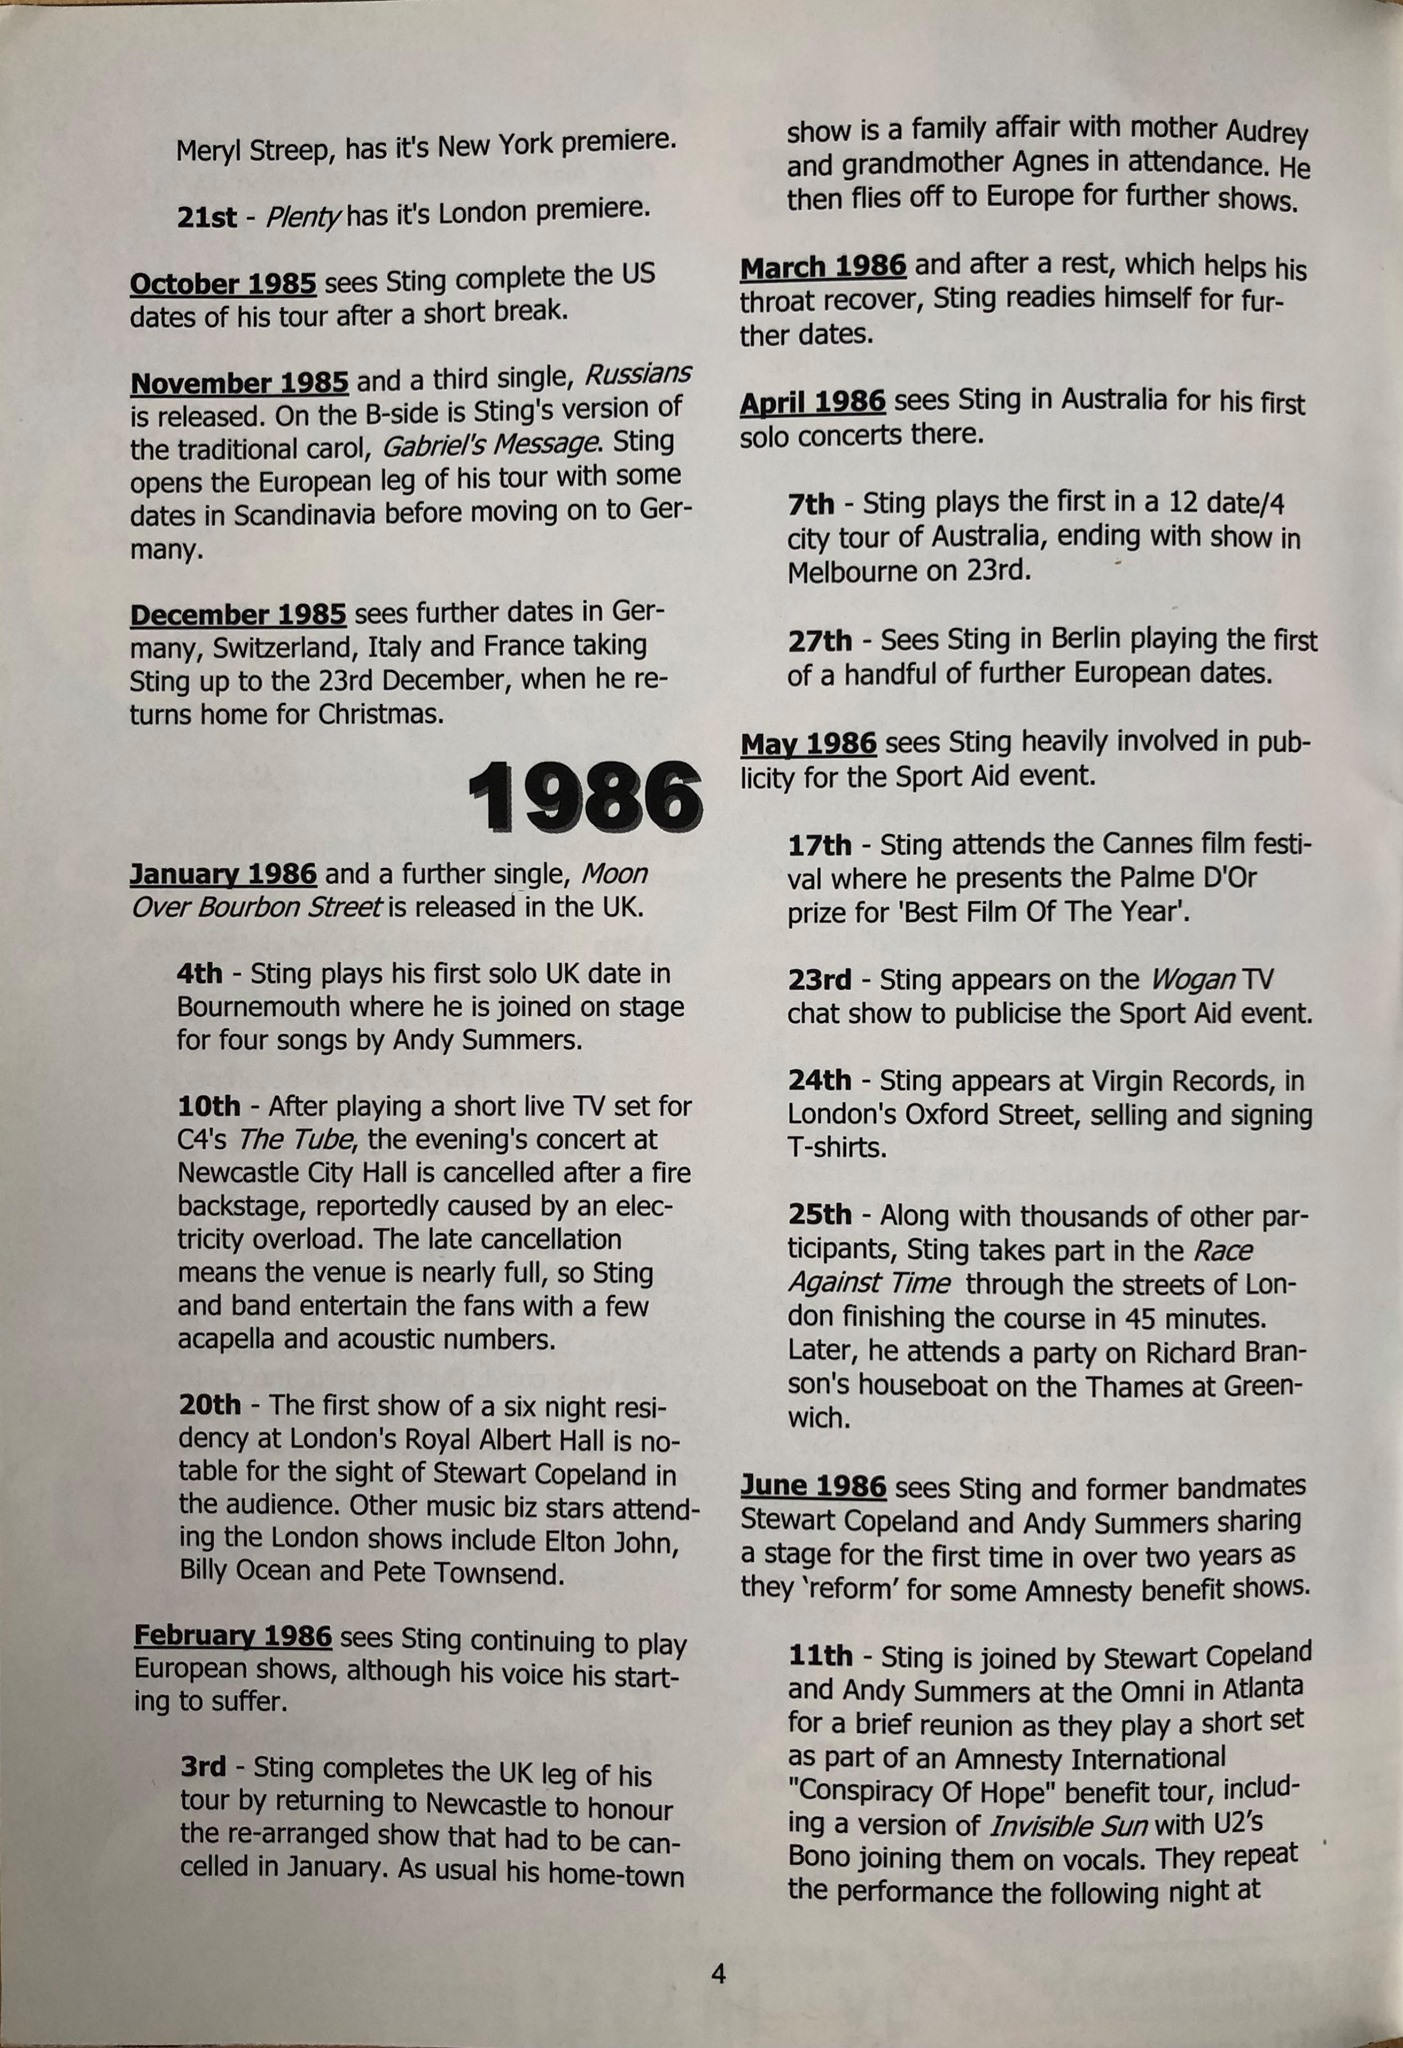 Meryl Streep, has it's New York premiere.
21st - Plenty has it's London premiere.
October 1985 sees Sting complete the US
dates of his tour after a short break.
November 1985 and a third single, Russians
is released. On the B-side is Sting's version of
the traditional carol, Gabriel's Message. Sting
opens the European leg of his tour with some
dates in Scandinavia before moving on to Ger-
many.
December 1985 sees further dates in Ger-
many, Switzerland, Italy and France taking
Sting up to the 23rd December, when he re-
turns home for Christmas.
1986
January 1986 and a further single, Moon
Over Bourbon Street is released in the UK.
4th - Sting plays his first solo UK date in
Bournemouth where he is joined on stage
for four songs by Andy Summers.
10th - After playing a short live TV set for
C4's The Tube, the evening's concert at
Newcastle City Hall is cancelled after a fire
backstage, reportedly caused by an elec-
tricity overload. The late cancellation
means the venue is nearly full, so Sting
and band entertain the fans with a few
acapella and acoustic numbers.
20th - The first show of a six night resi-
dency at London's Royal Albert Hall is no-
table for the sight of Stewart Copeland in
the audience. Other music biz stars attend-
ing the London shows include Elton John,
Billy Ocean and Pete Townsend.
February 1986 sees Sting continuing to play
European shows, although his voice his start-
ing to suffer.
3rd - Sting completes the UK leg of his
tour by returning to Newcastle to honour
the re-arranged show that had to be can-
celled in January. As usual his home-town
show is a family affair with mother Audrey
and grandmother Agnes in attendance. He
then flies off to Europe for further shows.
March 1986 and after a rest, which helps his
throat recover, Sting readies himself for fur-
ther dates.
April 1986 sees Sting in Australia for his first
solo concerts there.
7th - Sting plays the first in a 12 date/4
city tour of Australia, ending with show in
Melbourne on 23rd.
27th - Sees Sting in Berlin playing the first
of a handful of further European dates.
May 1986 sees Sting heavily involved in pub-
licity for the Sport Aid event.
17th - Sting attends the Cannes film festi-
val where he presents the Palme D'Or
prize for 'Best Film Of The Year'.
23rd - Sting appears on the Wogan TV
chat show to publicise the Sport Aid event.
24th - Sting appears at Virgin Records, in
London's Oxford Street, selling and signing
T-shirts.
25th - Along with thousands of other par-
ticipants, Sting takes part in the Race
Against Time through the streets of Lon-
don finishing the course in 45 minutes.
Later, he attends a party on Richard Bran-
son's houseboat on the Thames at Green-
wich.
June 1986 sees Sting and former bandmates
Stewart Copeland and Andy Summers sharing
a stage for the first time in over two years as
they ‘reform’ for some Amnesty benefit shows.
11th - Sting is joined by Stewart Copeland
and Andy Summers at the Omni in Atlanta
for a brief reunion as they play a short set
as part of an Amnesty International
"Conspiracy Of Hope" benefit tour, includ-
ing a version of Invisible Sun with U2’s
Bono joining them on vocals. They repeat
the performance the following night at
4